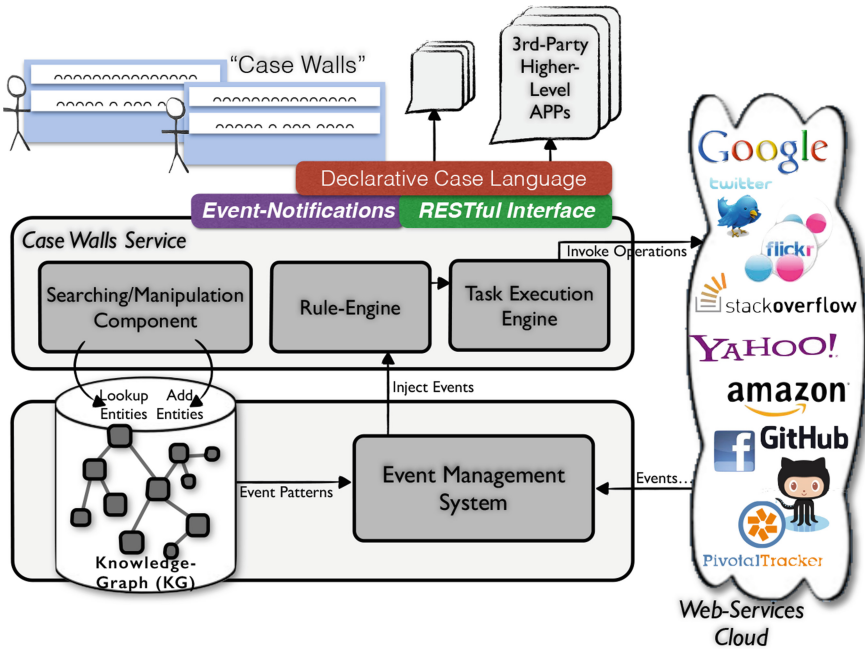 "Case Walls"
3rd-Party
Higher-
Level
APPs
Declarative Case Language
Event-Notifications
RESTful Interface
Case Walls Service
Searching/Manipulation
Component
Rule-Engine
Task Execution
Engine
Invoke Operations
Lookup
Entities
Add
Entities
Inject Events
Knowledge-
Graph (KG)
Event Patterns
Event Management
System
Events...
Google
twitter
flickr
stackoverflow
YAHOO!
amazon
f
GitHub
PivotalTracker
Web-Services
Cloud